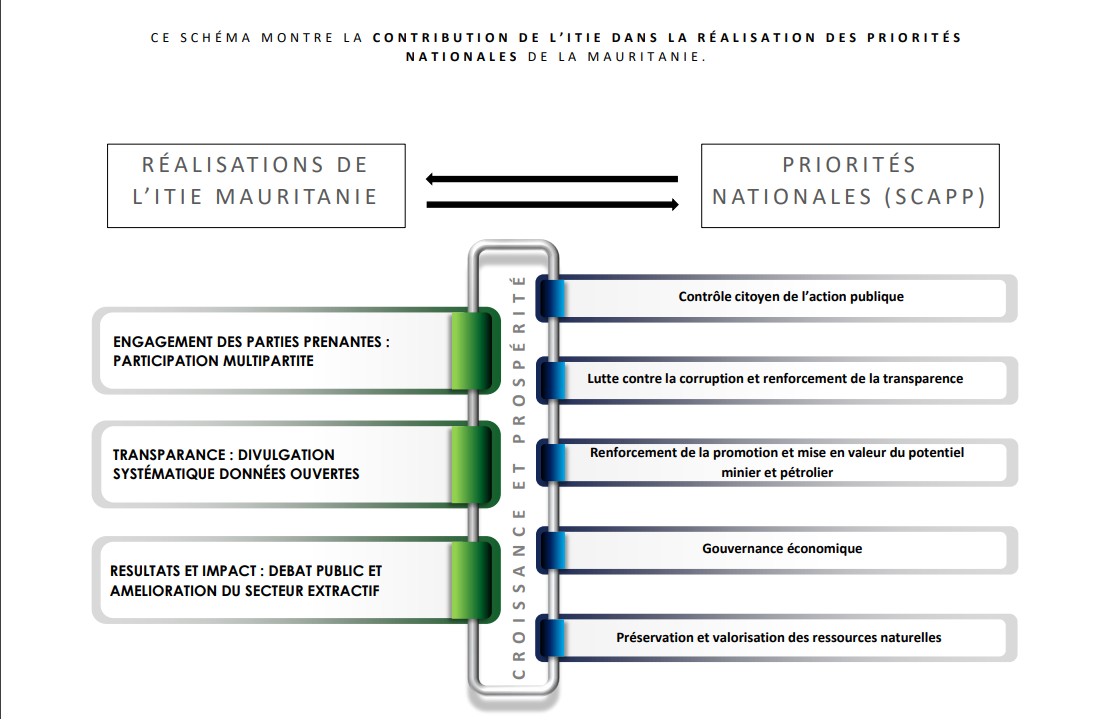 CE SCHÉMA MONTRE LA CONTRIBUTION DE L’ITIE DANS LA RÉALISATION DES PRIORITÉS
NATIONALES DE LA MAURITANIE.
RÉALISATIONS DE
L’ITIE MAURITANIE
PRIORITÉS
NATIONALES (SCAPP)
ENGAGEMENT DES PARTIES PRENANTES :
PARTICIPATION MULTIPARTITE
TRANSPARANCE : DIVULGATION
SYSTÉMATIQUE DONNÉES OUVERTES
RESULTATS ET IMPACT : DEBAT PUBLIC ET
AMELIORATION DU SECTEUR EXTRACTIF
CROISSANCE ET PROSPÉRITÉ
Contrôle citoyen de l’action publique
Lutte contre la corruption et renforcement de la transparence
Renforcement de la promotion et mise en valeur du potentiel
minier et pétrolier
Gouvernance économique
Préservation et valorisation des ressources naturelles